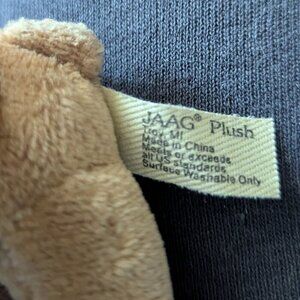 JAAG® Plush
Troy, MI
Made in China
Meets or exceeds
all US standards
Surface Washable Only